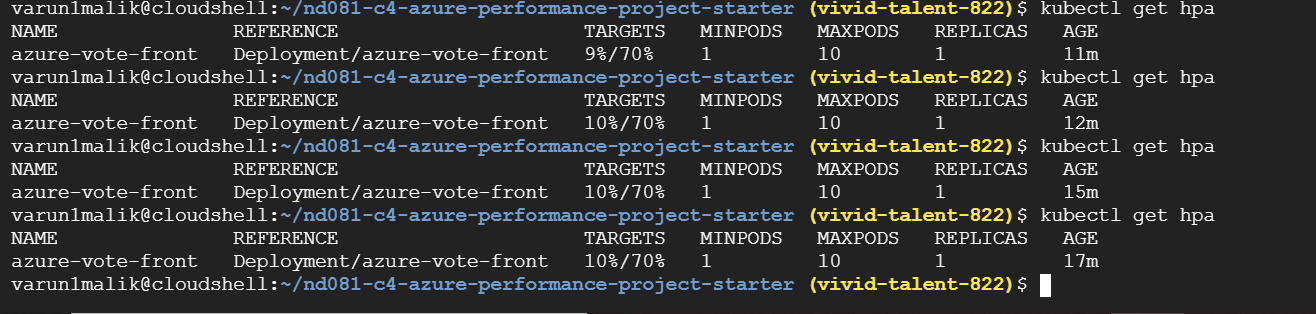 varun1malik@cloudshell:~/nd081-c4-azure-performance-project-starter (vivid-talent-822)$ kubectl get hpa
NAME REFERENCE TARGETS MINPODS MAXPODS REPLICAS AGE
azure-vote-front Deployment/azure-vote-front 9%/70% 1 10 1 11m
varun1malik@cloudshell:~/nd081-c4-azure-performance-project-starter (vivid-talent-822)$ kubectl get hpa
NAME REFERENCE TARGETS MINPODS MAXPODS REPLICAS AGE
azure-vote-front Deployment/azure-vote-front 10%/70% 1 10 1 12m
varun1malik@cloudshell:~/nd081-c4-azure-performance-project-starter (vivid-talent-822)$ kubectl get hpa
NAME REFERENCE TARGETS MINPODS MAXPODS REPLICAS AGE
azure-vote-front Deployment/azure-vote-front 10%/70% 1 10 1 15m
varun1malik@cloudshell:~/nd081-c4-azure-performance-project-starter (vivid-talent-822)$ kubectl get hpa
NAME REFERENCE TARGETS MINPODS MAXPODS REPLICAS AGE
azure-vote-front Deployment/azure-vote-front 10%/70% 1 10 1 17m
varun1malik@cloudshell:~/nd081-c4-azure-performance-project-starter (vivid-talent-822)$